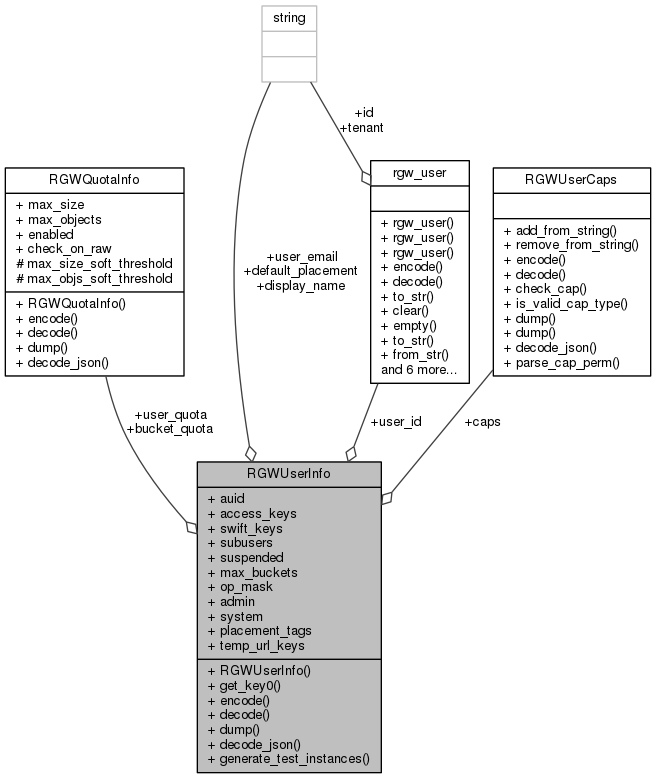 string
+id
+tenant
RGWQuotaInfo
+ max_size
+ max_objects
+ enabled
+ check_on_raw
# max_size_soft_threshold
# max_objs_soft_threshold
+ RGWQuotaInfo()
+ encode()
+ decode()
+ dump()
+ decode_json()
rgw_user
+ rgw_user()
+ rgw_user()
+ rgw_user()
+ encode()
+ decode()
+ to_str()
+ clear()
+ empty()
+ to_str()
+ from_str()
and 6 more...
RGWUserCaps
+ add_from_string()
+ remove_from_string()
+ encode()
+ decode()
+ check_cap()
+ is_valid_cap_type()
+ dump()
+ dump()
+ decode_json()
+ parse_cap_perm()
+user_email
+default_placement
+display_name
+user_quota
+bucket_quota
+user_id
+caps
RGWUserInfo
+ auid
+ access_keys
+ swift_keys
+ subusers
+ suspended
+ max_buckets
+ op_mask
+ admin
+ system
+ placement_tags
+ temp_url_keys
+ RGWUserInfo()
+ get_key0()
+ encode()
+ decode()
+ dump()
+ decode_json()
+ generate_test_instances()